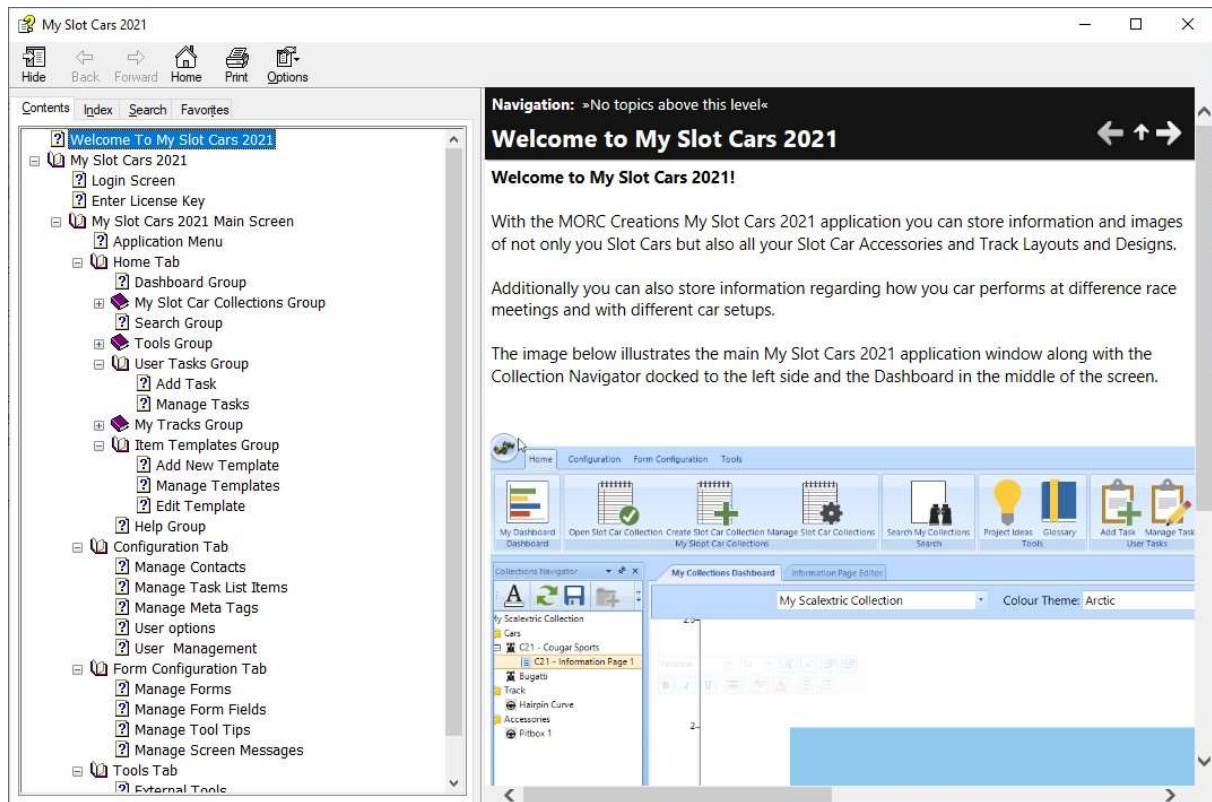 My Slot Cars 2021
Hide Back Forward Home Print Options
Contents Index Search Favorites
Welcome To My Slot Cars 2021
My Slot Cars 2021
Login Screen
Enter License Key
My Slot Cars 2021 Main Screen
Application Menu
Home Tab
Dashboard Group
My Slot Car Collections Group
Search Group
Tools Group
User Tasks Group
Add Task
Manage Tasks
My Tracks Group
Item Templates Group
Add New Template
Manage Templates
Edit Template
Help Group
Configuration Tab
Manage Contacts
Manage Task List Items
Manage Meta Tags
User options
User Management
Form Configuration Tab
Manage Forms
Manage Form Fields
Manage Tool Tips
Manage Screen Messages
Tools Tab
External Tools
Navigation: »No topics above this level«
Welcome to My Slot Cars 2021
Welcome to My Slot Cars 2021!
With the MORC Creations My Slot Cars 2021 application you can store information and images
of not only you Slot Cars but also all your Slot Car Accessories and Track Layouts and Designs.
Additionally you can also store information regarding how you car performs at difference race
meetings and with different car setups.
The image below illustrates the main My Slot Cars 2021 application window along with the
Collection Navigator docked to the left side and the Dashboard in the middle of the screen.
Home Configuration Form Configuration Tools
My Dashboard Open Slot Car Collection Create Slot Car Collection Manage Slot Car Collections Search My Collections Project Ideas Glossary Add Task Manage Task
Dashboard My Slopt Car Collections Search Tools User Tasks
Collections Navigator My Collections Dashboard Information Page Editor
A My Scalextric Collection Colour Theme: Arctic
My Scalextric Collection
Cars
C21 - Cougar Sports
C21 - Information Page 1
Bugatti
Track
Hairpin Curve
Accessories
Pitbox 1
2.5
2